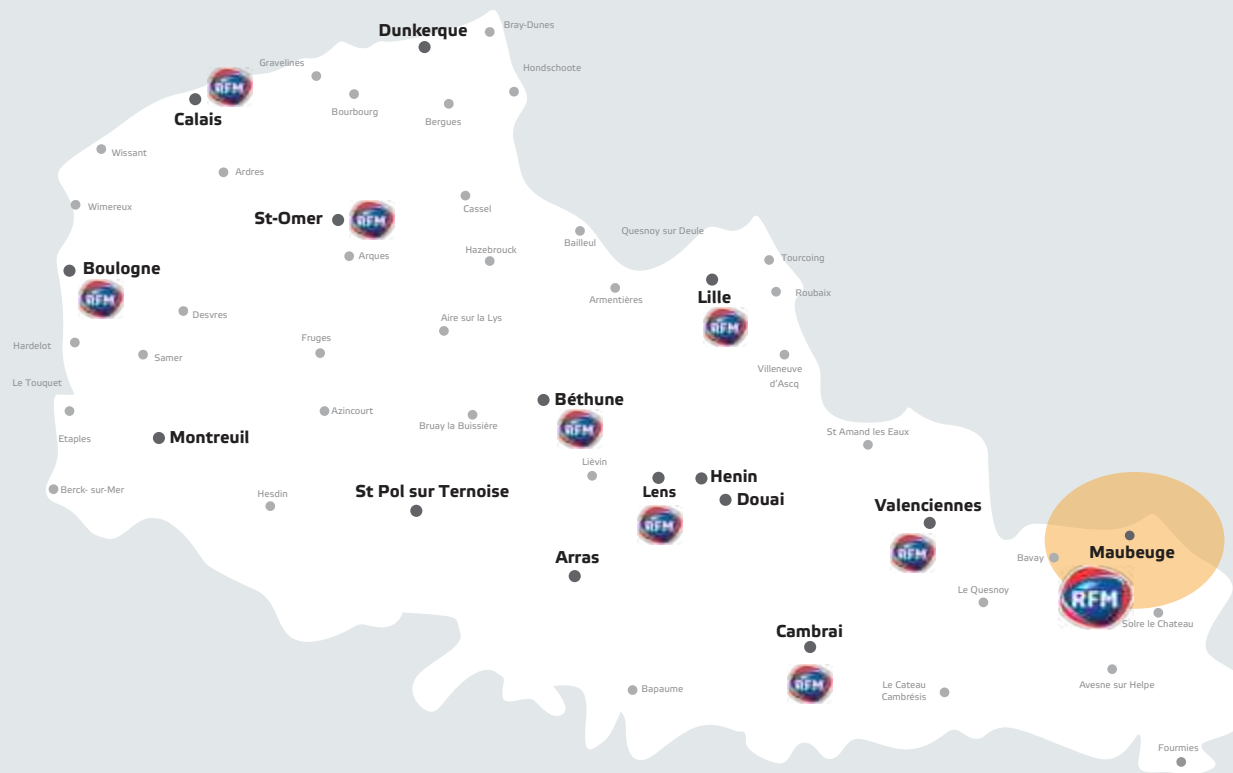 Dunkerque
Bray-Dunes
Gravelines
Hondschoote
RFM
Bourbourg
Calais
Bergues
Wissant
Ardres
Wimereux
Cassel
St-Omer
RFM
Bailleul
Quesnoy sur Deule
Hazebrouck
Arques
Tourcoing
Boulogne
RFM
Armentières
Lille
Roubaix
Desvres
Aire sur la Lys
RFM
Hardelot
Fruges
Samer
Villeneuve
d'Ascq
Le Touquet
Béthune
RFM
Azincourt
Bruay la Buissière
St Amand les Eaux
Etaples
Montreuil
Liévin
Henin
Berck- sur-Mer
Hesdin
St Pol sur Ternoise
Lens
Douai
RFM
Valenciennes
RFM
Arras
Bavay
Maubeuge
RFM
Le Quesnoy
Solre le Chateau
Cambrai
RFM
Bapaume
Le Cateau
Cambrésis
Avesne sur Helpe
Fourmies